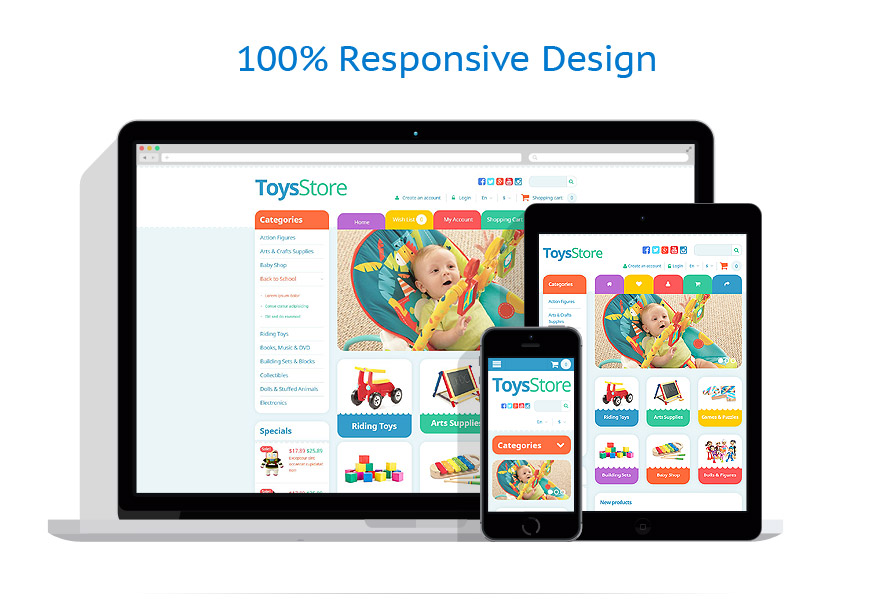 100% Responsive Design
ToysStore
Create an account
Login
En
$
Shopping cart
0
Categories
Home
Wish List
My Account
Shopping Cart
Action Figures
Arts & Crafts Supplies
Baby Shop
Back to School
Lorem ipsum dolor
Conse ctetur adipisicing
Elit sed do eiusmod
Riding Toys
Books, Music & DVD
Building Sets & Blocks
Collectibles
Dolls & Stuffed Animals
Electronics
Riding Toys
Arts Supplies
Specials
Sale!
$17.89 $25.89
ToysStore
Create an account
Login
En
$
0
Categories
Action Figures
Arts & Crafts
Supplies
Riding Toys
Arts Supplies
Games & Puzzles
Building Sets
Baby Shop
Dolls & Figures
New products
0
ToysStore
En
$
Categories